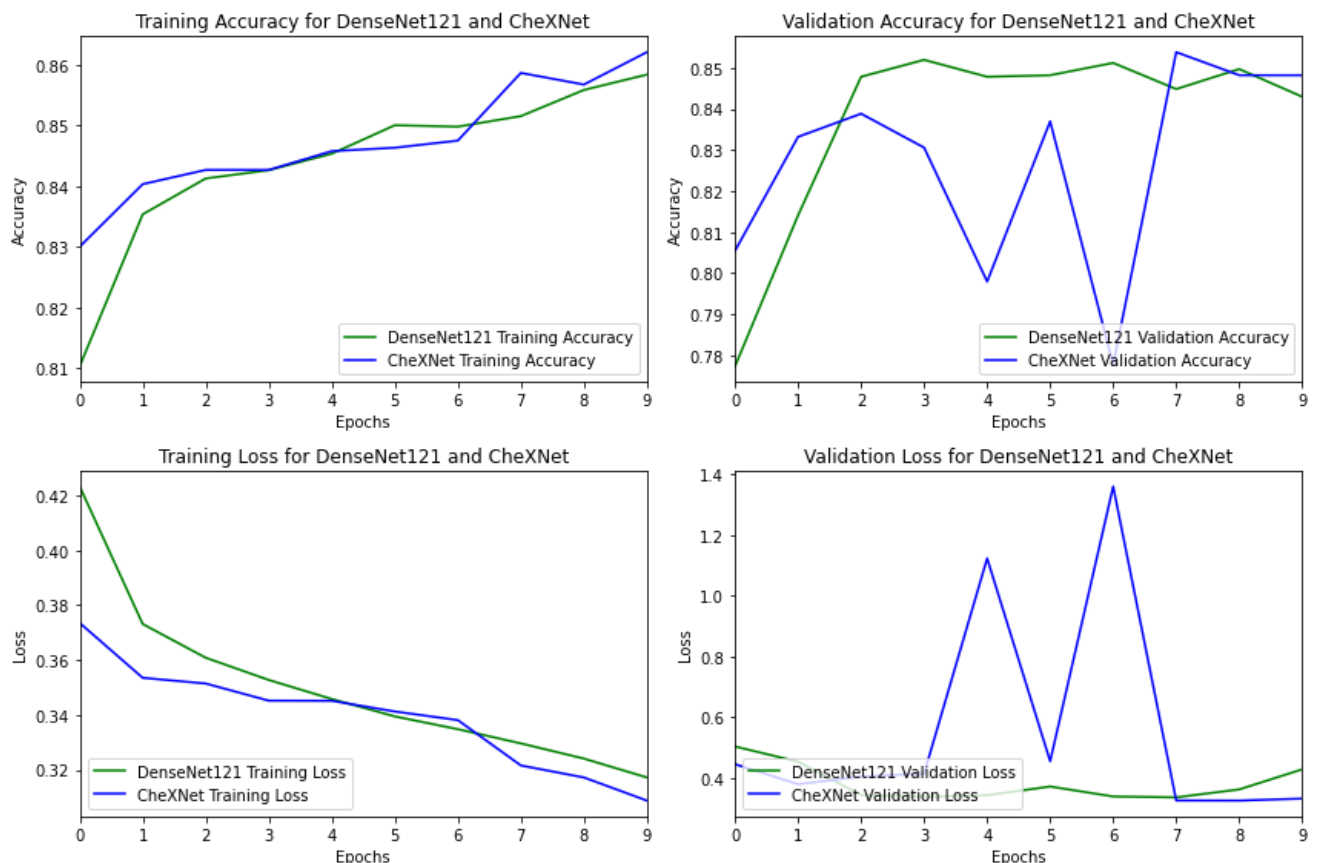 Training Accuracy for DenseNet121 and CheXNet
0.86
0.85
0.84
0.83
0.82
0.81
Accuracy
DenseNet121 Training Accuracy
CheXNet Training Accuracy
0 1 2 3 4 5 6 7 8 9
Epochs
Validation Accuracy for DenseNet121 and CheXNet
0.85
0.84
0.83
0.82
0.81
0.80
0.79
0.78
Accuracy
DenseNet121 Validation Accuracy
CheXNet Validation Accuracy
0 1 2 3 4 5 6 7 8 9
Epochs
Training Loss for DenseNet121 and CheXNet
0.42
0.40
0.38
0.36
0.34
0.32
Loss
DenseNet121 Training Loss
CheXNet Training Loss
0 1 2 3 4 5 6 7 8 9
Epochs
Validation Loss for DenseNet121 and CheXNet
1.4
1.2
1.0
0.8
0.6
0.4
Loss
DenseNet121 Validation Loss
CheXNet Validation Loss
0 1 2 3 4 5 6 7 8 9
Epochs